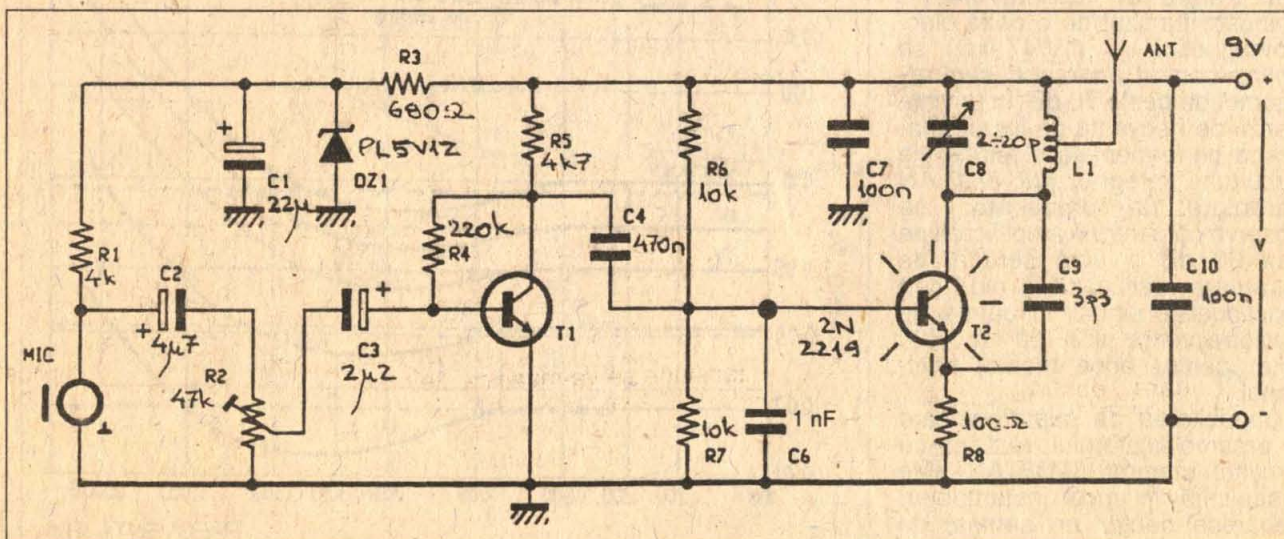 ANT
9V
+
R3
680Ω
+
C1
22µ
PL5V1Z
DZ1
R5
4k7
R6
10k
C7
100n
2÷20p
C8
L1
R1
4k
C2
+
4µ7
220k
R4
C4
470n
V
MIC
R2
47k
+
C3
2µ2
T1
2N
2219
T2
C9
3p3
C10
100n
10k
R7
1 nF
C6
100Ω
R8
-
+